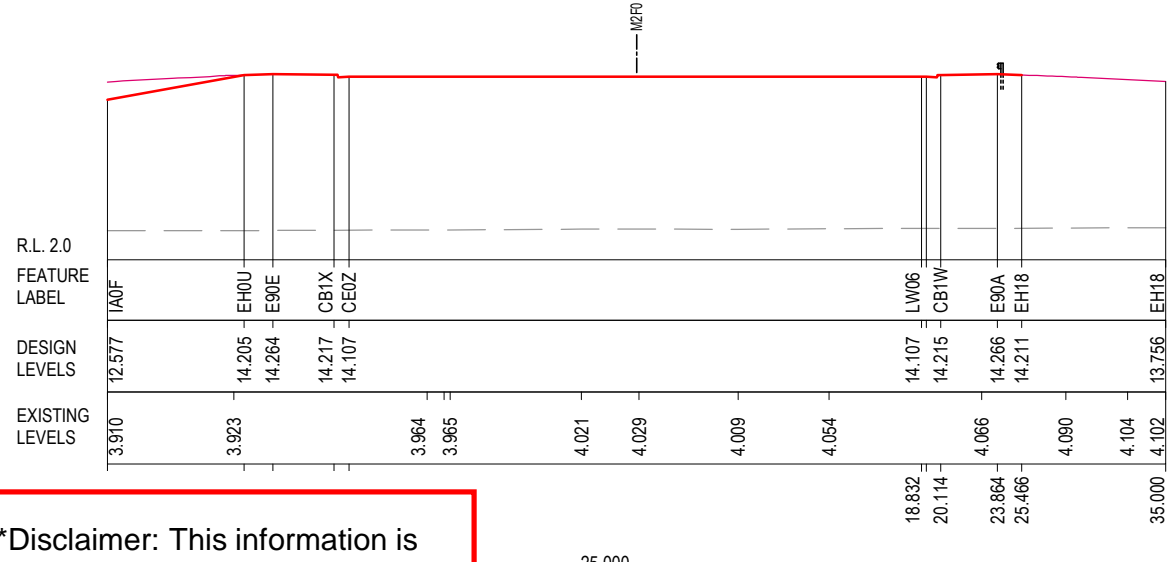 M2F0
R.L. 2.0
FEATURE
LABEL
IA0F
EH0U
E90E
CB1X
CE0Z
LW06
CB1W
E90A
EH18
EH18
DESIGN
LEVELS
12.577
14.205
14.264
14.217
14.107
14.107
14.215
14.266
14.211
13.756
EXISTING
LEVELS
3.910
3.923
3.964
3.965
4.021
4.029
4.009
4.054
4.066
4.090
4.104
4.102
18.832
20.114
23.864
25.466
35.000
*Disclaimer: This information is